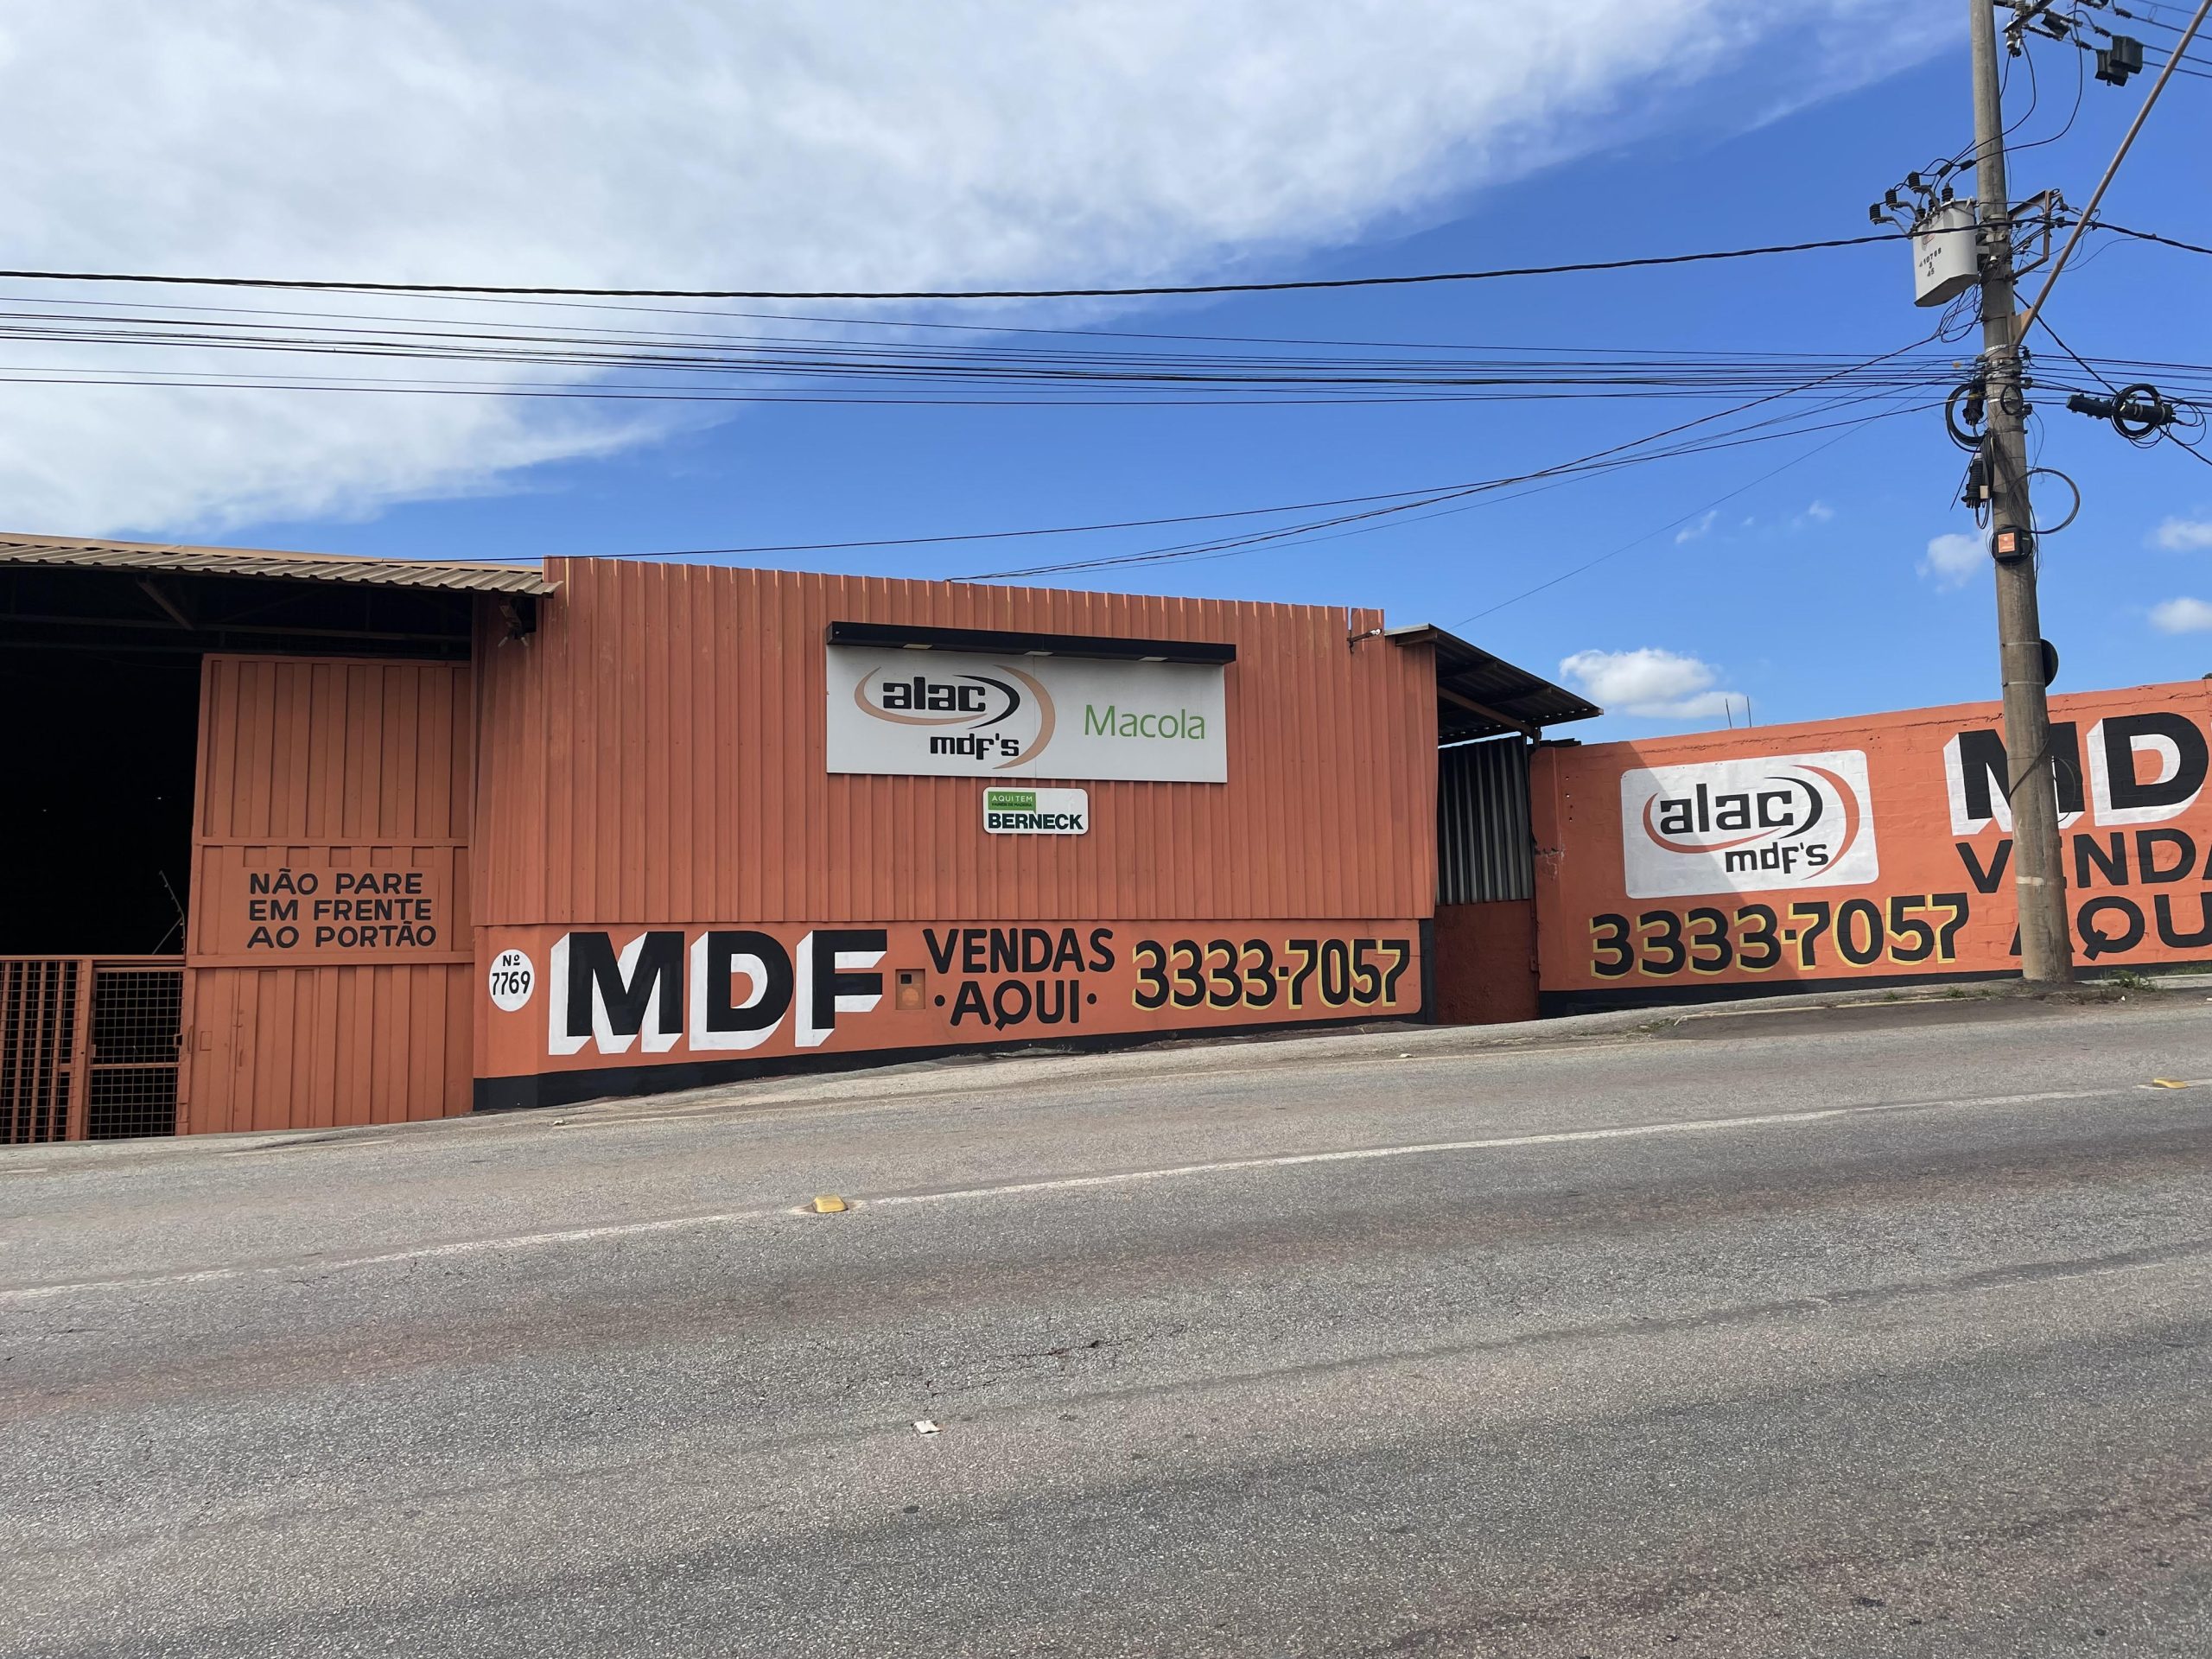 alac
mdf's
Macola
AQUI TEM
BERNECK
NÃO PARE
EM FRENTE
AO PORTÃO
Nº
7769
MDF
VENDAS
·AQUI·
3333-7057
alac
mdf's
3333-7057
MD
VENDA
AQU